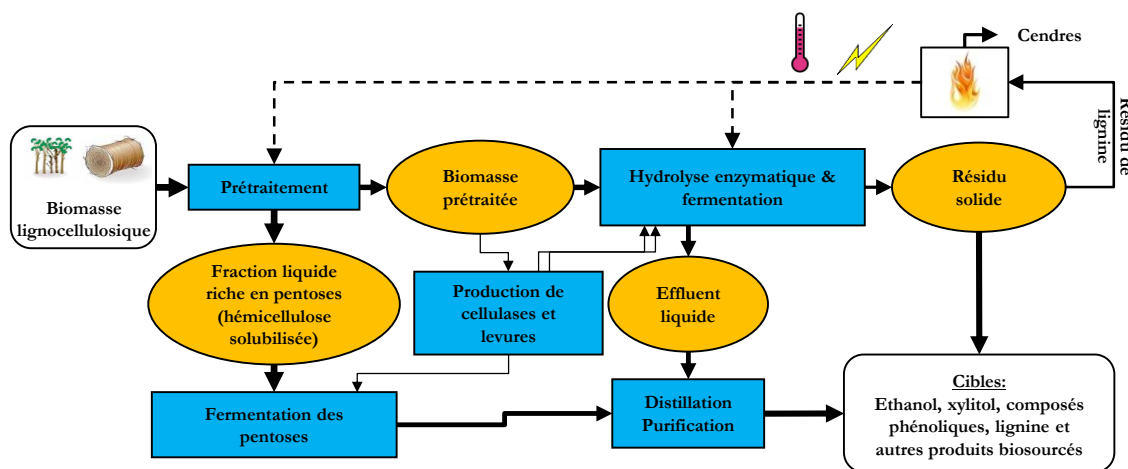 Cendres
Résidu de
lignine
Biomasse
lignocellulosique
Prétraitement
Biomasse
prétraitée
Hydrolyse enzymatique &
fermentation
Résidu
solide
Fraction liquide
riche en pentoses
(hémicellulose
solubilisée)
Production de
cellulases et
levures
Effluent
liquide
Fermentation des
pentoses
Distillation
Purification
Cibles:
Ethanol, xylitol, composés
phénoliques, lignine et
autres produits biosourcés